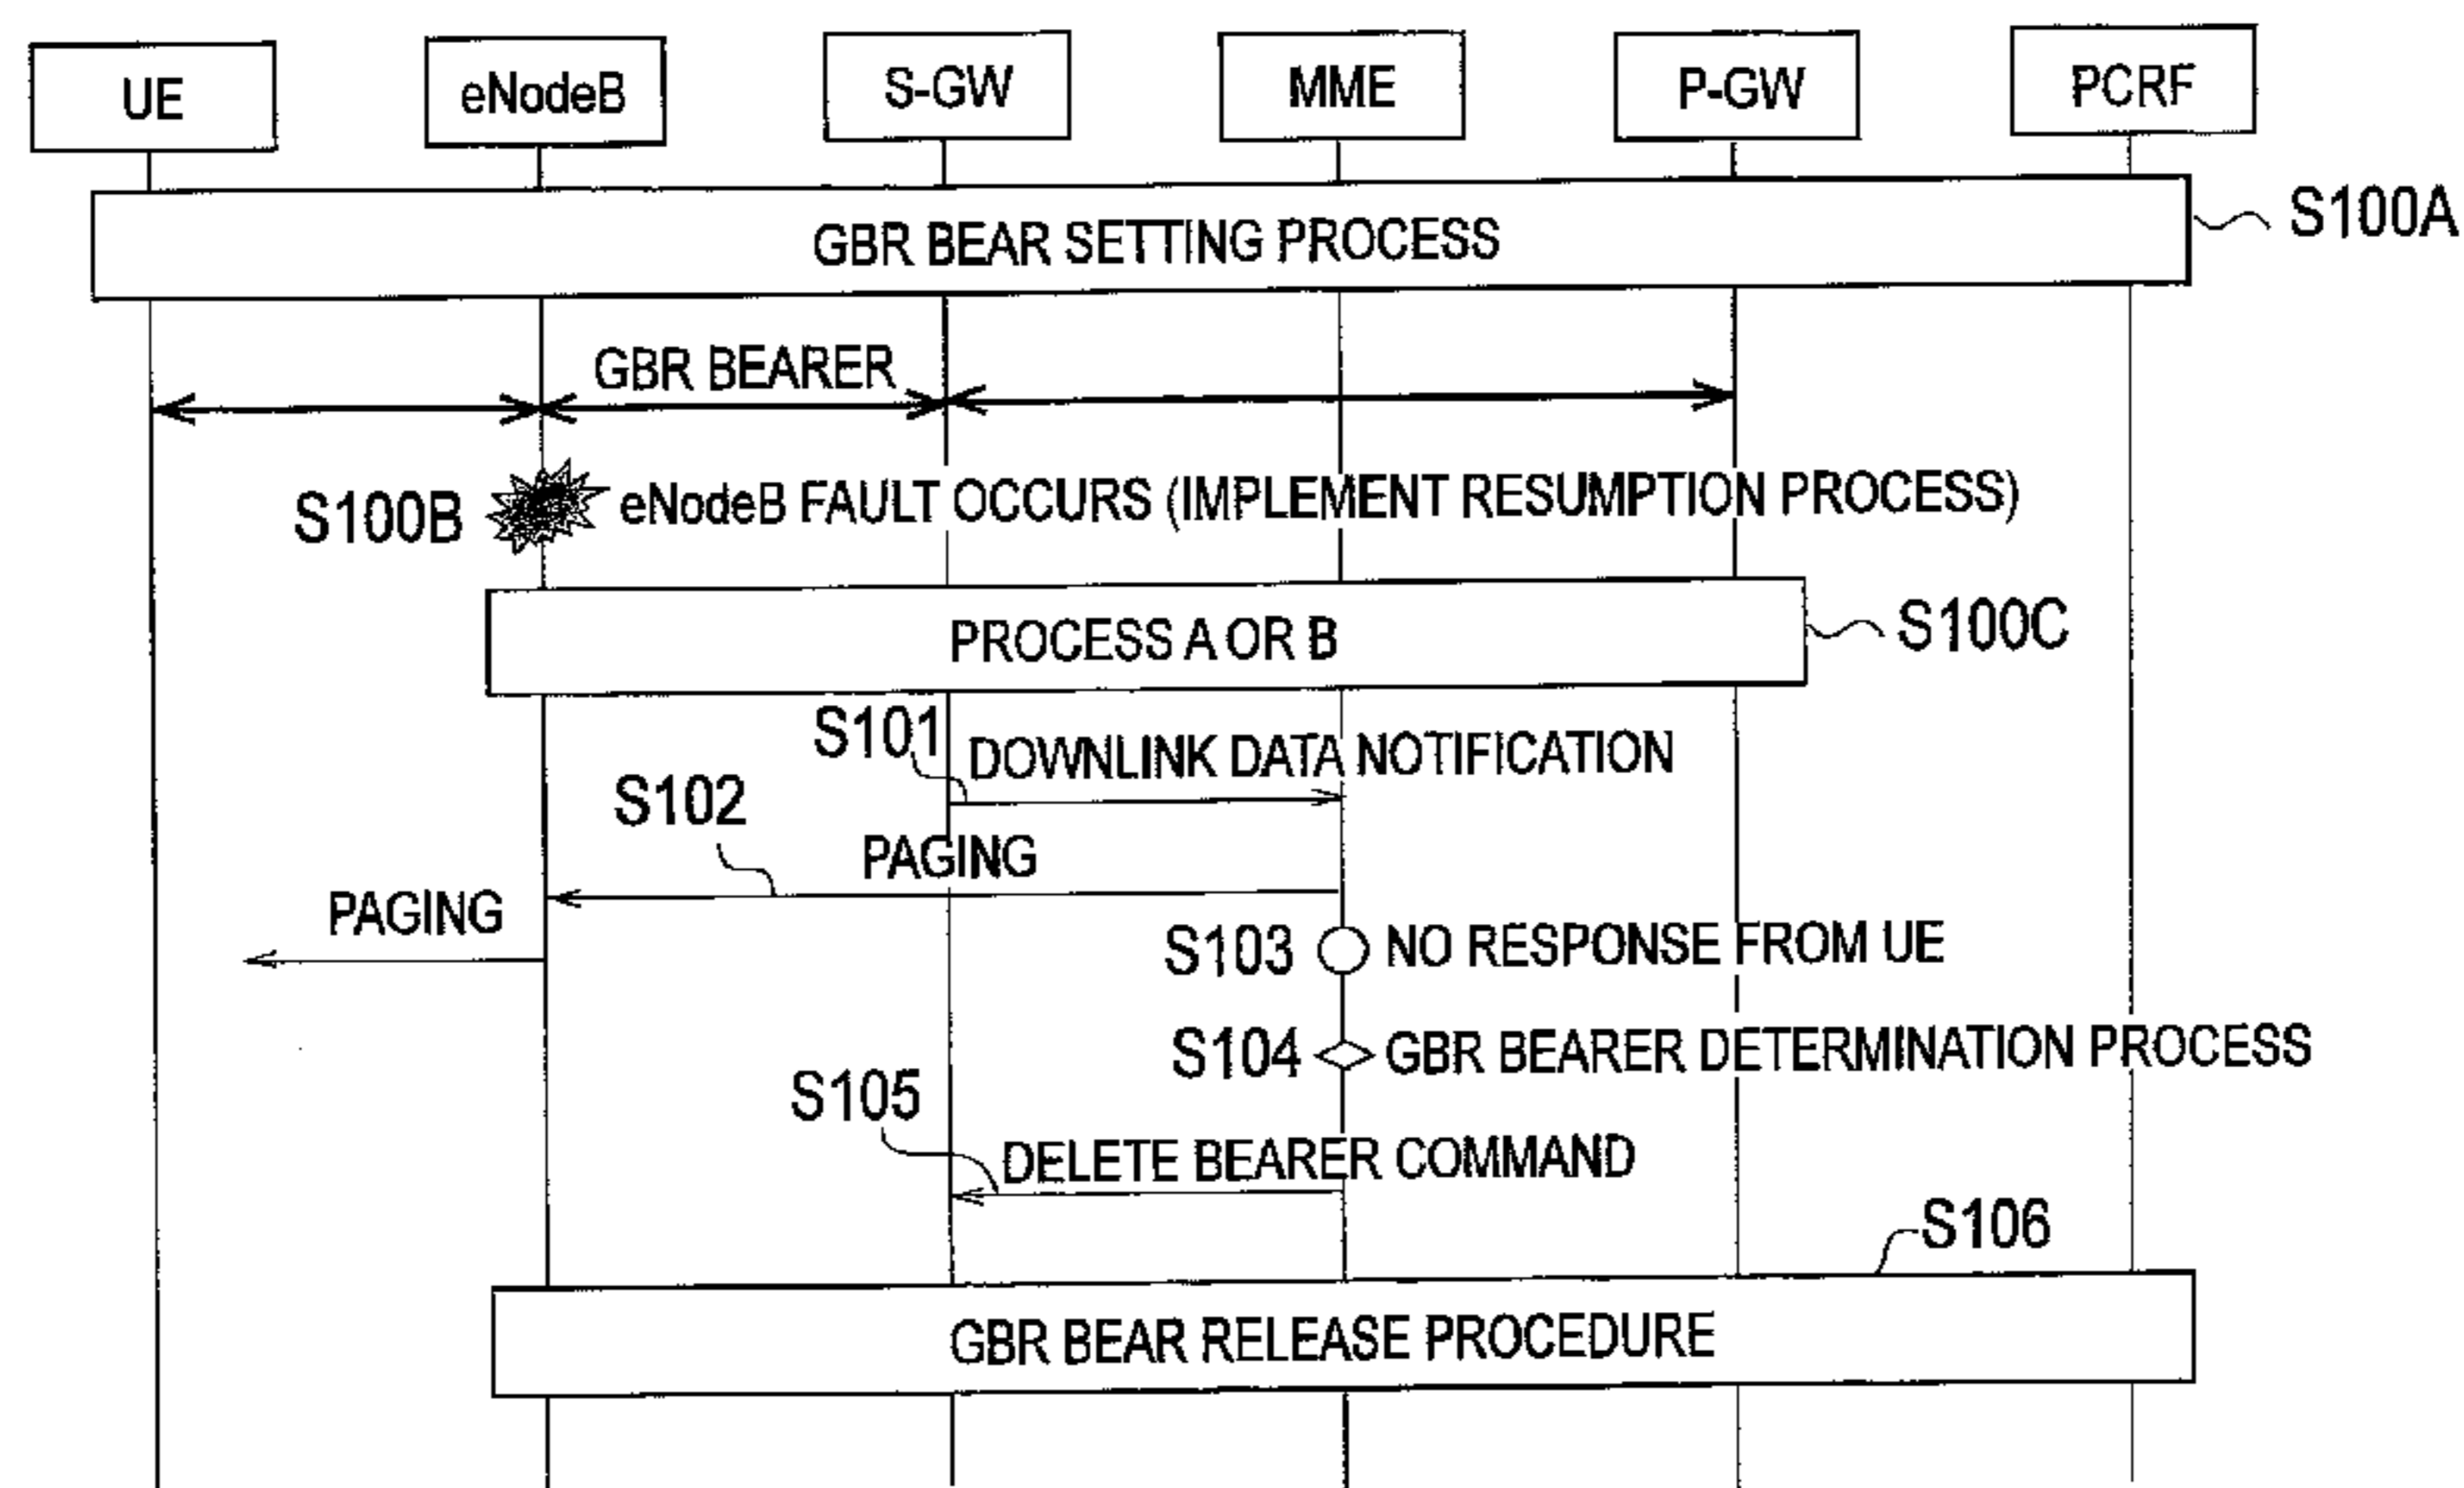 UE
eNodeB
S-GW
MME
P-GW
PCRF
GBR BEAR SETTING PROCESS
S100A
GBR BEARER
S100B
eNodeB FAULT OCCURS (IMPLEMENT RESUMPTION PROCESS)
PROCESS A OR B
S100C
S101
DOWNLINK DATA NOTIFICATION
S102
PAGING
PAGING
S103
NO RESPONSE FROM UE
S104
GBR BEARER DETERMINATION PROCESS
S105
DELETE BEARER COMMAND
S106
GBR BEAR RELEASE PROCEDURE